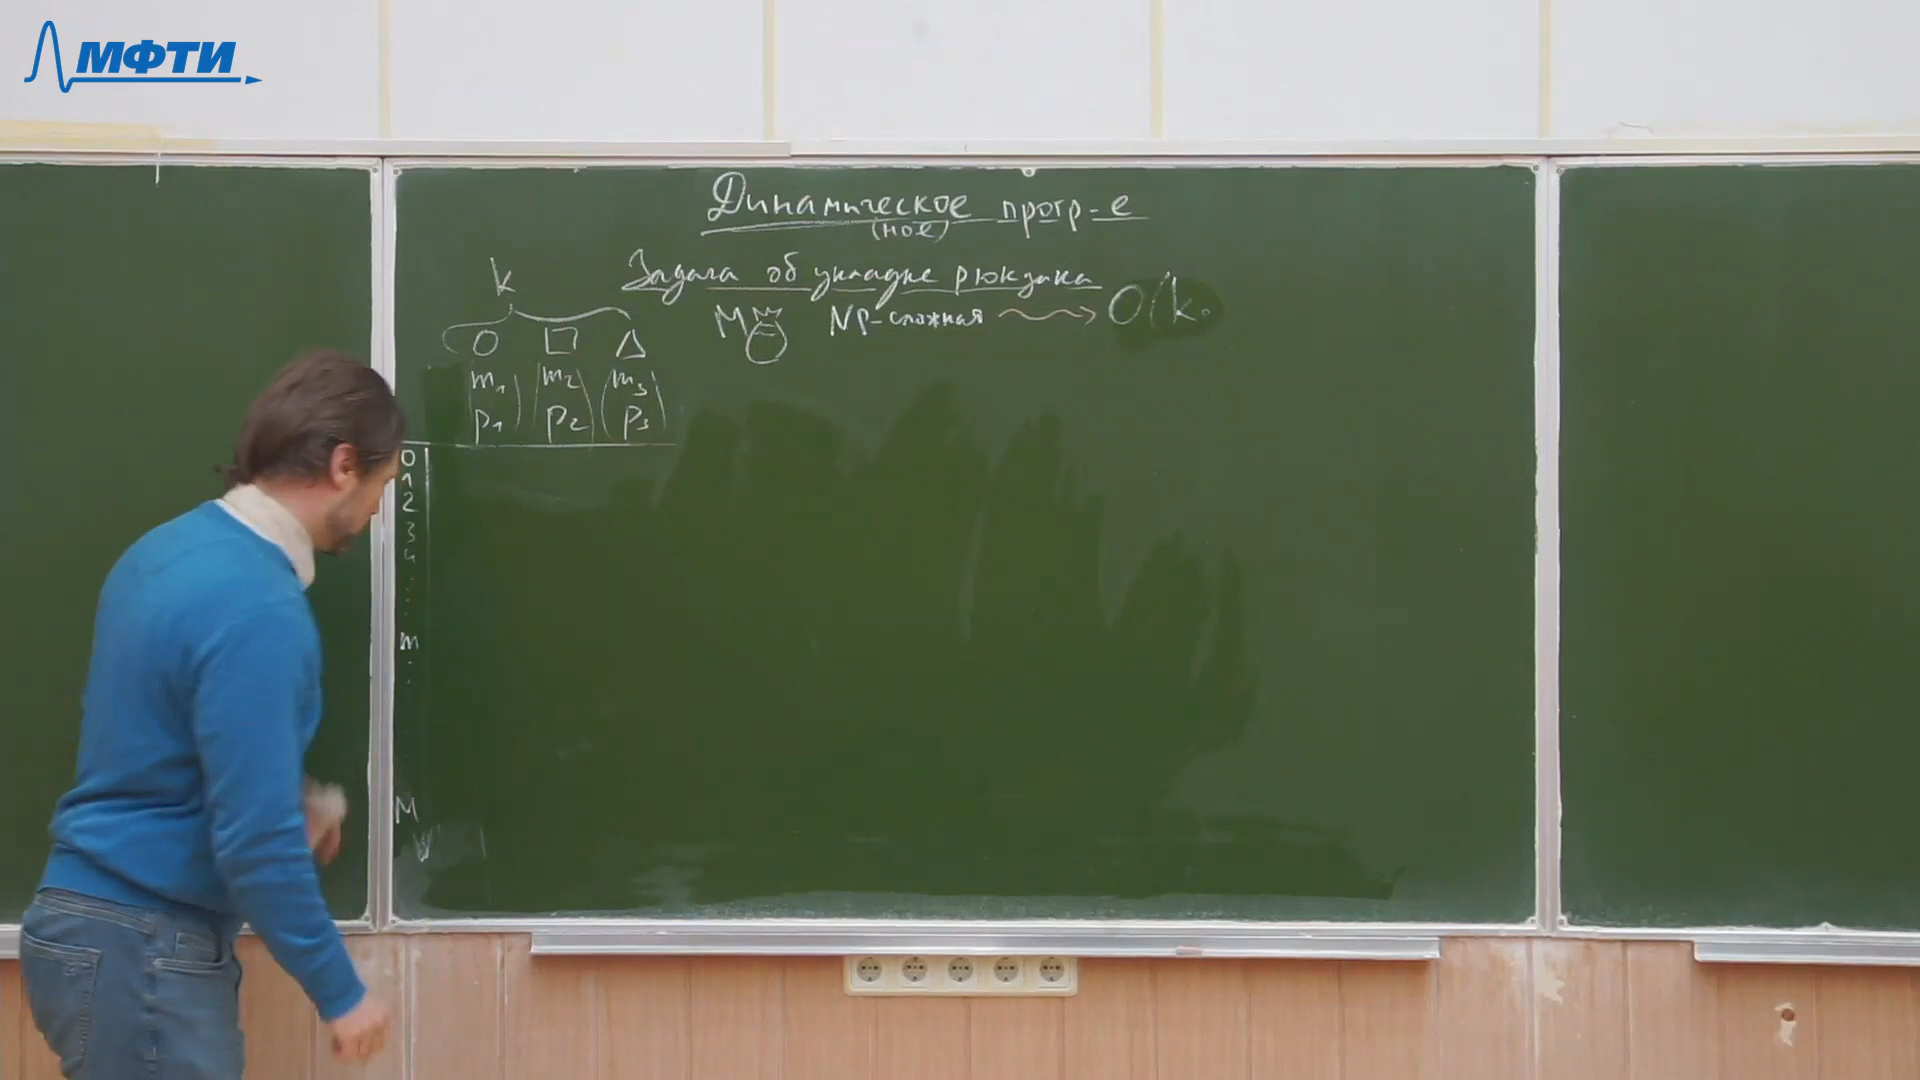 МФТИ
Динамическое прогр-е
(ное)
Задача об укладке рюкзака
k
M NP-сложная O(k.
m₁ m₂ m₃
p₁ p₂ p₃
0
1
2
3
4
m
M